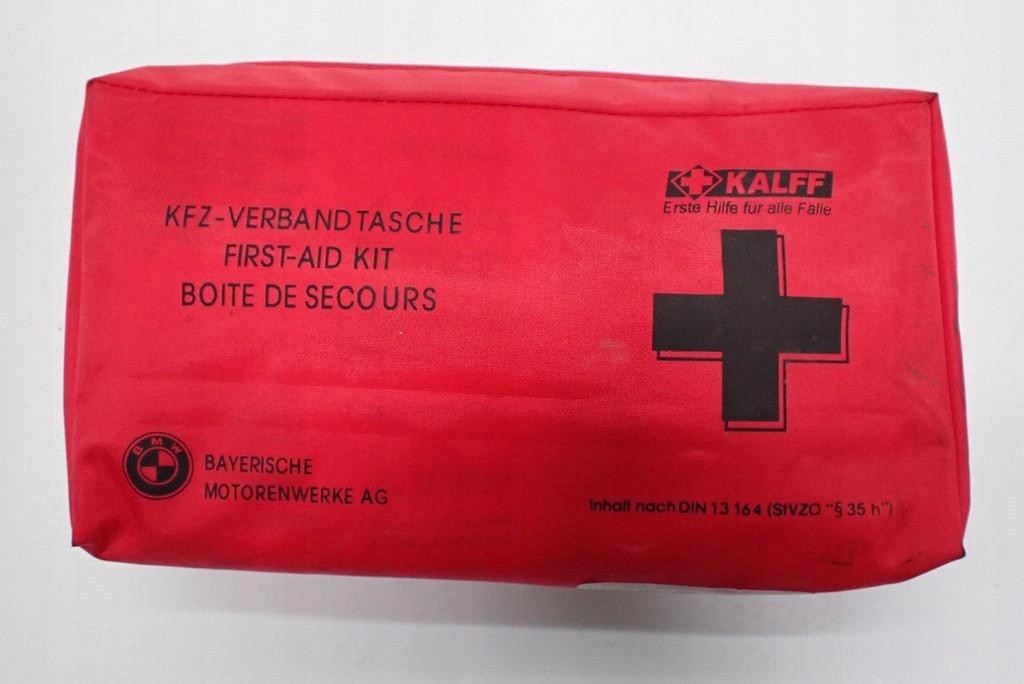 KFZ-VERBANDTASCHE
FIRST-AID KIT
BOITE DE SECOURS
KALFF
Erste Hilfe für alle Fälle
BMW
BAYERISCHE
MOTORENWERKE AG
Inhalt nach DIN 13 164 (StVZO "§ 35 h")